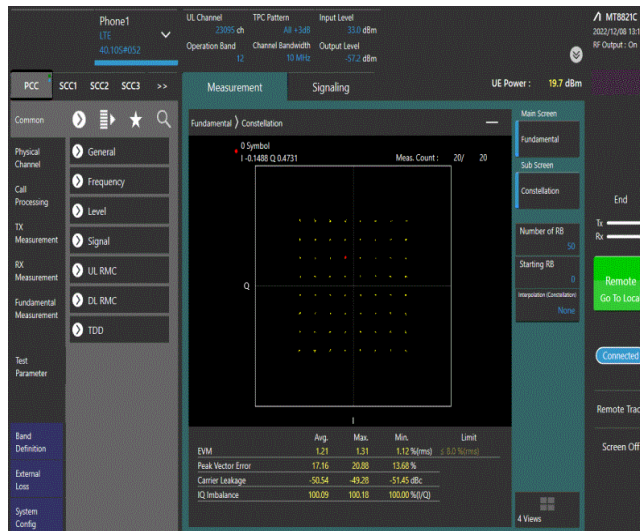 Phone1
LTE
40.10S#052
UL Channel
23095 ch
TPC Pattern
All +3dB
Input Level
33.0 dBm
Operation Band
12
Channel Bandwidth
10 MHz
Output Level
-57.2 dBm
MT8821C
2022/12/08 13:1
RF Output : On
PCC SCC1 SCC2 SCC3 >>
Measurement
Signaling
UE Power : 19.7 dBm
Common
Physical
Channel
Call
Processing
TX
Measurement
RX
Measurement
Fundamental
Measurement
Test
Parameter
Band
Definition
External
Loss
System
Config
General
Frequency
Level
Signal
UL RMC
DL RMC
TDD
Fundamental ⟩ Constellation
0 Symbol
I -0.1488 Q 0.4731
Meas. Count : 20/ 20
Q
I
Avg. Max. Min. Limit
EVM 1.21 1.31 1.12 %(rms) ≤ 8.0 %(rms)
Peak Vector Error 17.16 20.88 13.68 %
Carrier Leakage -50.54 -49.28 -51.45 dBc
IQ Imbalance 100.09 100.18 100.00 %(I/Q)
Main Screen
Fundamental
Sub Screen
Constellation
Number of RB
50
Starting RB
0
Interpolation (Constellation)
None
4 Views
End
Tx
Rx
Remote
Go To Loca
Connected
Remote Trac
Screen Off